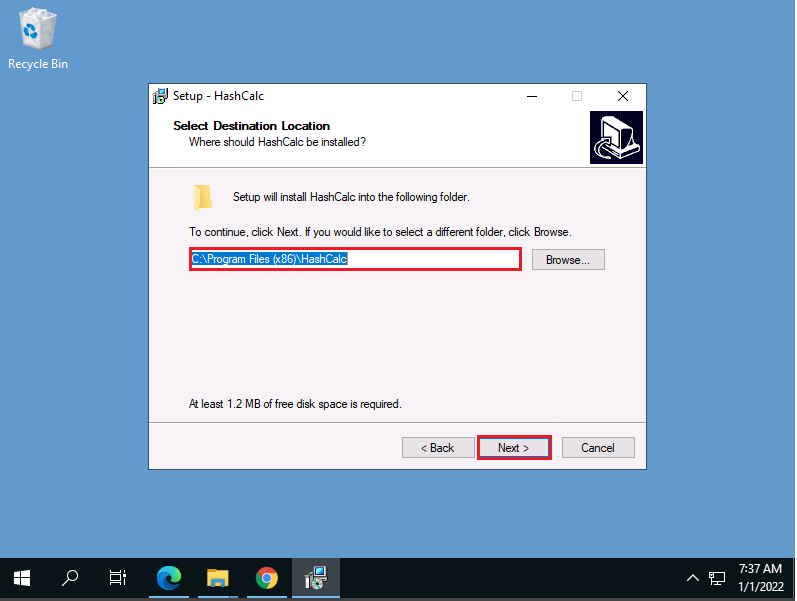 Recycle Bin
Setup - HashCalc
Select Destination Location
Where should HashCalc be installed?
Setup will install HashCalc into the following folder.
To continue, click Next. If you would like to select a different folder, click Browse.
C:\Program Files (x86)\HashCalc
Browse...
At least 1.2 MB of free disk space is required.
< Back
Next >
Cancel
7:37 AM
1/1/2022